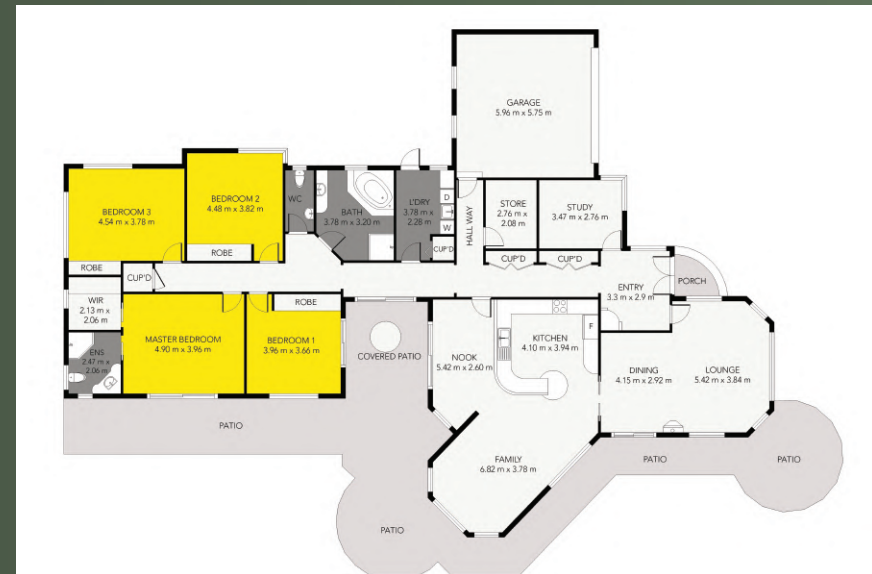 GARAGE
5.96 m x 5.75 m
BEDROOM 3
4.54 m x 3.78 m
BEDROOM 2
4.48 m x 3.82 m
WC
BATH
3.78 m x 3.20 m
L'DRY
3.78 m x
2.28 m
D
W
CUP'D
HALL WAY
STORE
2.76 m x
2.08 m
STUDY
3.47 m x 2.76 m
ROBE
ROBE
CUP'D
CUP'D
CUP'D
WIR
2.13 m x
2.06 m
ENTRY
3.3 m x 2.9 m
PORCH
ROBE
MASTER BEDROOM
4.90 m x 3.96 m
BEDROOM 1
3.96 m x 3.66 m
ENS
2.47 m x
2.06 m
COVERED PATIO
NOOK
5.42 m x 2.60 m
KITCHEN
4.10 m x 3.94 m
F
DINING
4.15 m x 2.92 m
LOUNGE
5.42 m x 3.84 m
PATIO
FAMILY
6.82 m x 3.78 m
PATIO
PATIO
PATIO